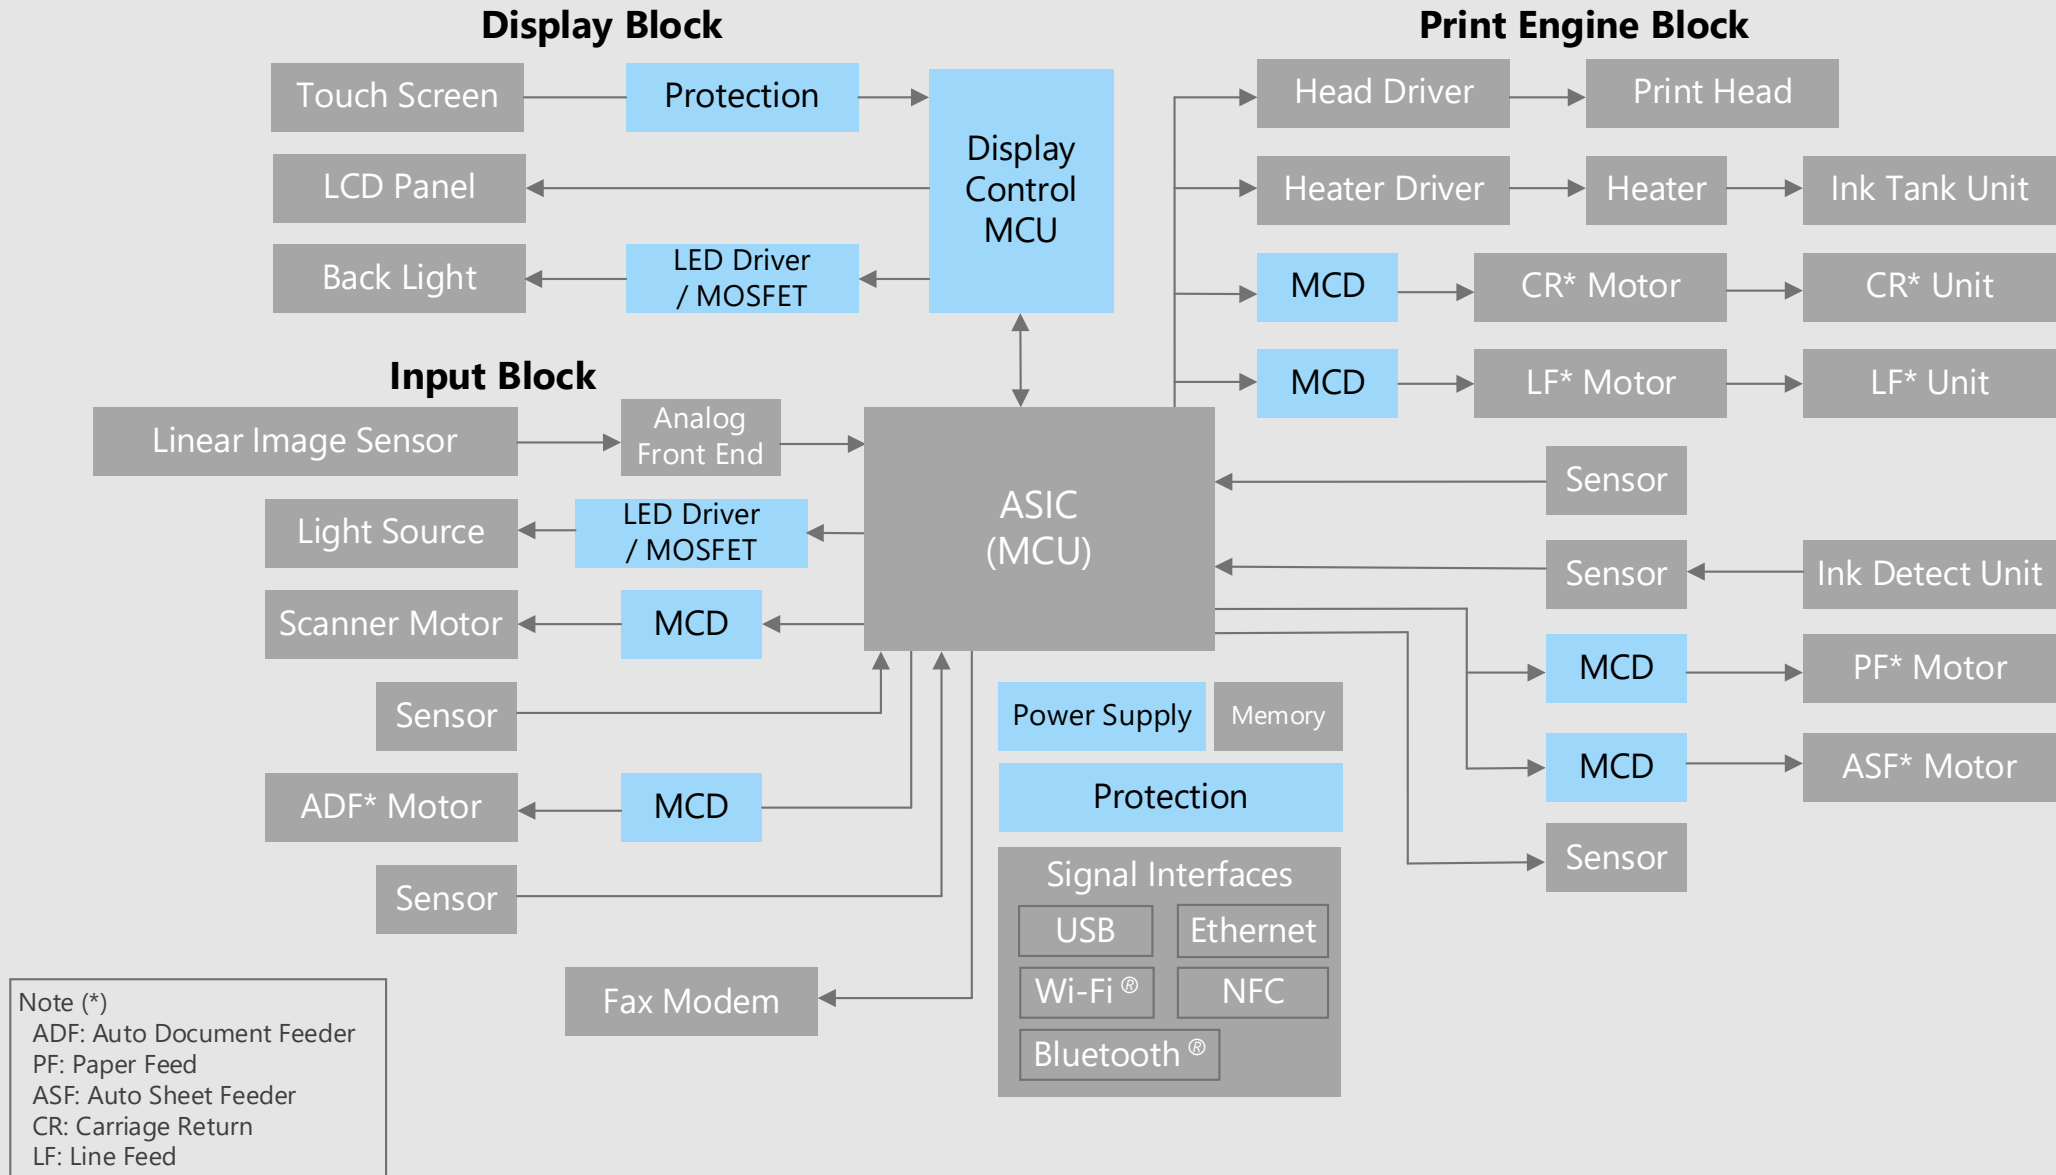 Display Block
Print Engine Block
Touch Screen
Protection
Display
Control
MCU
LCD Panel
Back Light
LED Driver
/ MOSFET
Head Driver
Print Head
Heater Driver
Heater
Ink Tank Unit
MCD
CR* Motor
CR* Unit
MCD
LF* Motor
LF* Unit
Input Block
Linear Image Sensor
Analog
Front End
ASIC
(MCU)
Light Source
LED Driver
/ MOSFET
Scanner Motor
MCD
Sensor
ADF* Motor
MCD
Sensor
Fax Modem
Sensor
Sensor
Ink Detect Unit
MCD
PF* Motor
MCD
ASF* Motor
Sensor
Power Supply
Memory
Protection
Signal Interfaces
USB
Ethernet
Wi-Fi ®
NFC
Bluetooth ®
Note (*)
ADF: Auto Document Feeder
PF: Paper Feed
ASF: Auto Sheet Feeder
CR: Carriage Return
LF: Line Feed